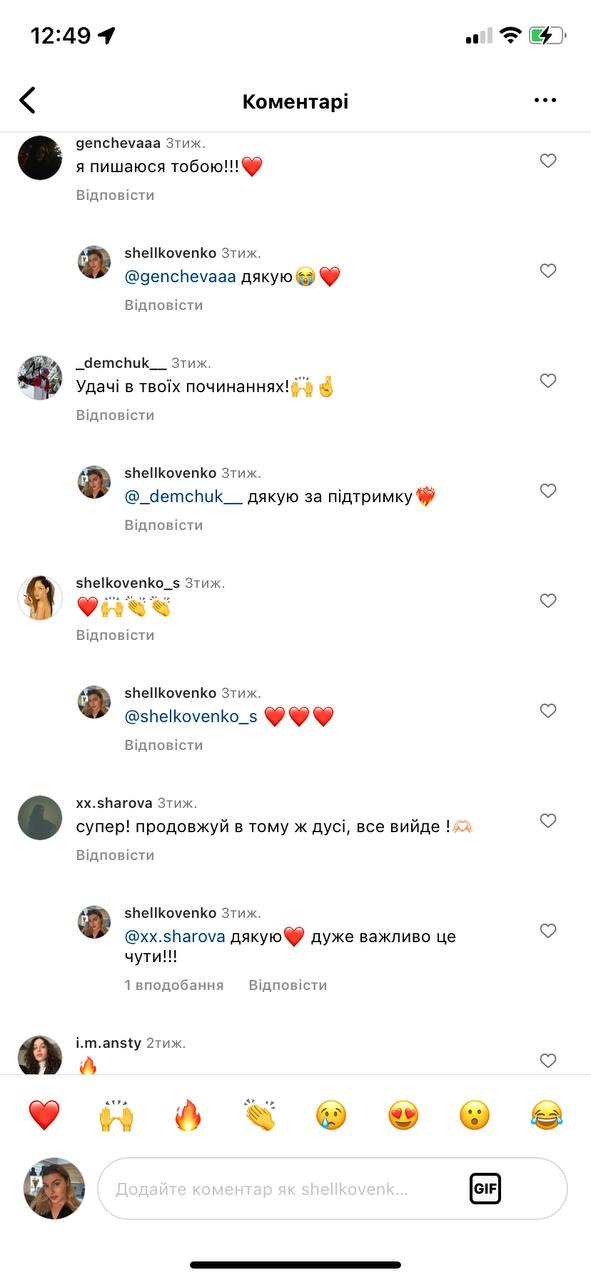 12:49
Коментарі
genchevaaa 3тиж.
я пишаюся тобою!!!❤️
Відповісти
shellkovenko 3тиж.
@genchevaaa дякую😭❤️
Відповісти
_demchuk__ 3тиж.
Удачі в твоїх починаннях!🙌🤞
Відповісти
shellkovenko 3тиж.
@_demchuk__ дякую за підтримку❤️‍🔥
Відповісти
shelkovenko_s 3тиж.
❤️🙌👏👏
Відповісти
shellkovenko 3тиж.
@shelkovenko_s ❤️❤️❤️
Відповісти
xx.sharova 3тиж.
супер! продовжуй в тому ж дусі, все вийде !🫶🏻
Відповісти
shellkovenko 3тиж.
@xx.sharova дякую❤️ дуже важливо це
чути!!!
1 вподобання Відповісти
i.m.ansty 2тиж.
🔥
❤️🙌🔥👏😢😍😮😂
Додайте коментар як shellkovenk...
GIF